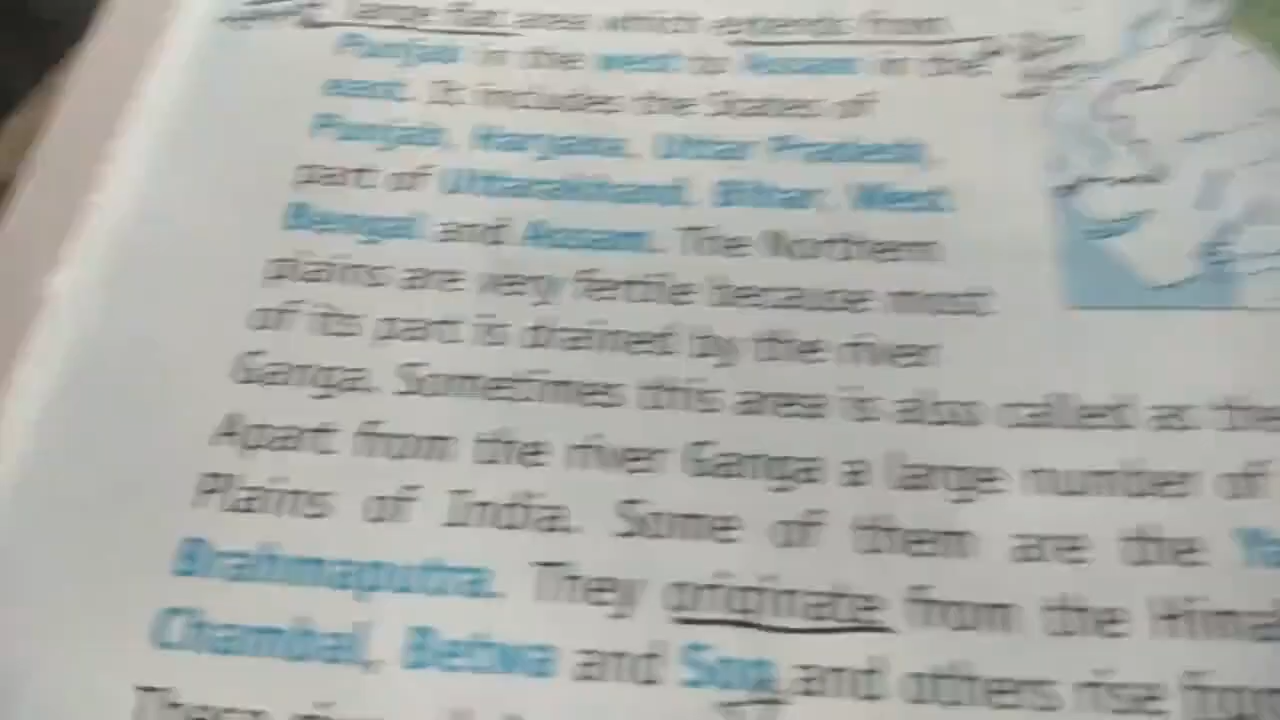 large flat area which extends from
Punjab in the west to Assam in the
east. It includes the States of
Punjab, Haryana, Uttar Pradesh,
part of Uttarakhand, Bihar, West
Bengal and Assam. The Northern
plains are very fertile because most
of its part is drained by the river
Ganga. Sometimes this area is also called as the
Apart from the river Ganga a large number of
Plains of India. Some of them are the Ya
Brahmaputra. They originate from the Hima
Chambal, Betwa and Son and others rise from